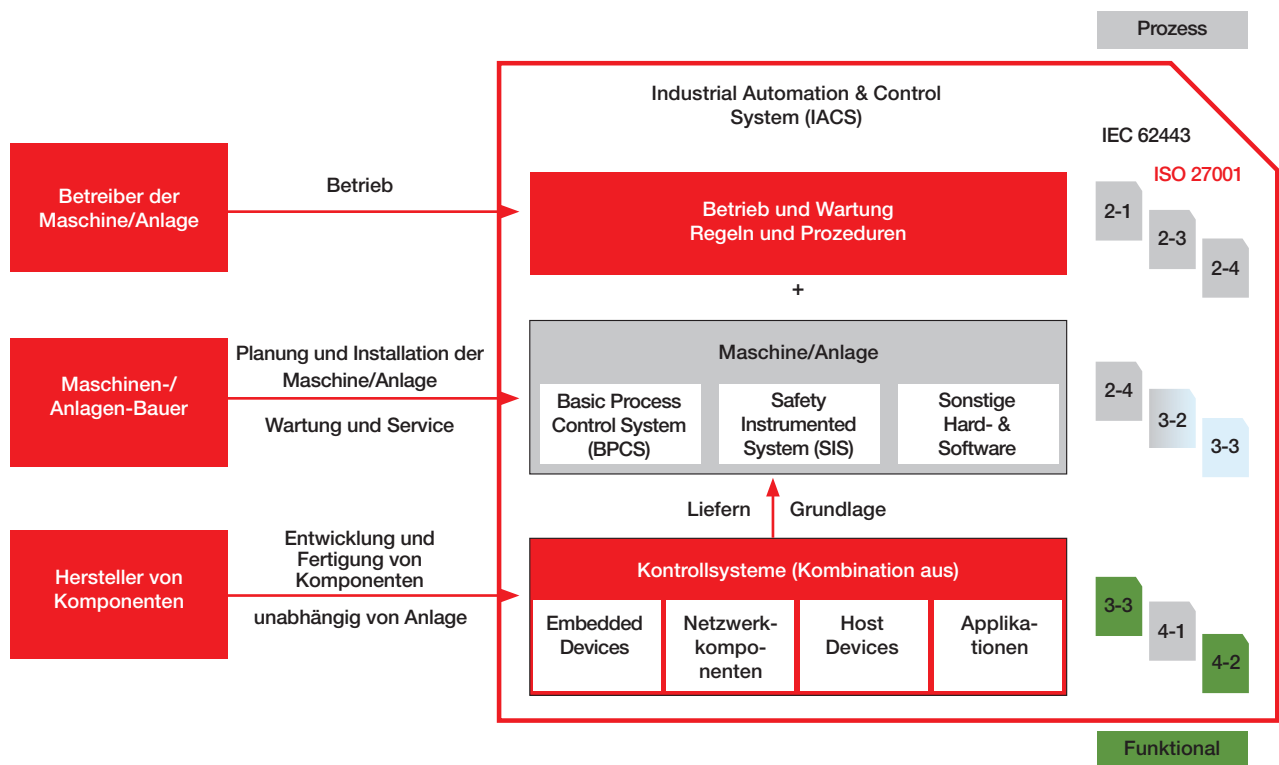 Prozess
Industrial Automation & Control
System (IACS)
IEC 62443
ISO 27001
Betreiber der
Maschine/Anlage
Betrieb
Betrieb und Wartung
Regeln und Prozeduren
2-1
2-3
2-4
+
Maschinen-/
Anlagen-Bauer
Planung und Installation der
Maschine/Anlage
Wartung und Service
Maschine/Anlage
Basic Process
Control System
(BPCS)
Safety
Instrumented
System (SIS)
Sonstige
Hard- &
Software
2-4
3-2
3-3
Liefern
Grundlage
Hersteller von
Komponenten
Entwicklung und
Fertigung von
Komponenten
unabhängig von Anlage
Kontrollsysteme (Kombination aus)
Embedded
Devices
Netzwerk-
kompo-
nenten
Host
Devices
Applika-
tionen
3-3
4-1
4-2
Funktional